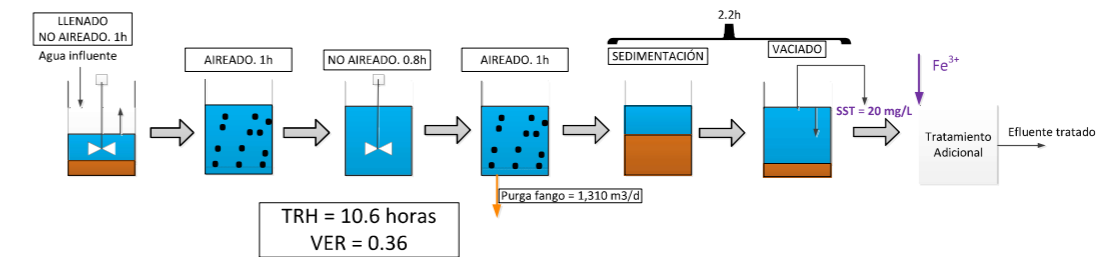 LLENADO
NO AIREADO. 1h
Agua influente
AIREADO. 1h
NO AIREADO. 0.8h
AIREADO. 1h
2.2h
SEDIMENTACIÓN
VACIADO
SST = 20 mg/L
Fe³⁺
Tratamiento
Adicional
Efluente tratado
Purga fango = 1,310 m3/d
TRH = 10.6 horas
VER = 0.36